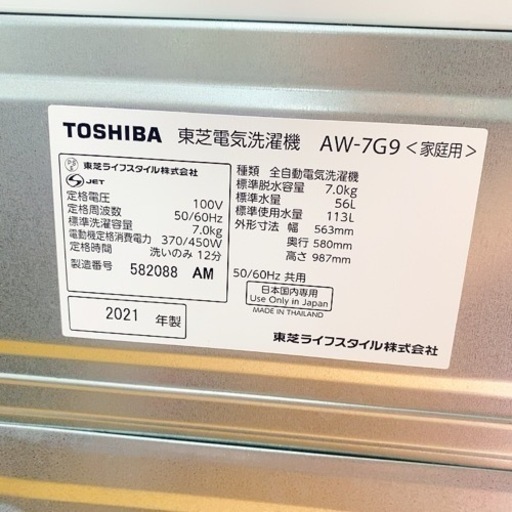 TOSHIBA 東芝電気洗濯機 AW-7G9 <家庭用>
PSE 東芝ライフスタイル株式会社
S JET
定格電圧 100V
定格周波数 50/60Hz
標準洗濯容量 7.0kg
電動機定格消費電力 370/450W
定格時間 洗いのみ 12分
製造番号 582088 AM
2021 年製
種類 全自動電気洗濯機
標準脱水容量 7.0kg
標準水量 56L
標準使用水量 113L
外形寸法 幅 563mm
奥行 580mm
高さ 987mm
50/60Hz 共用
日本国内専用
Use Only in Japan
MADE IN THAILAND
東芝ライフスタイル株式会社